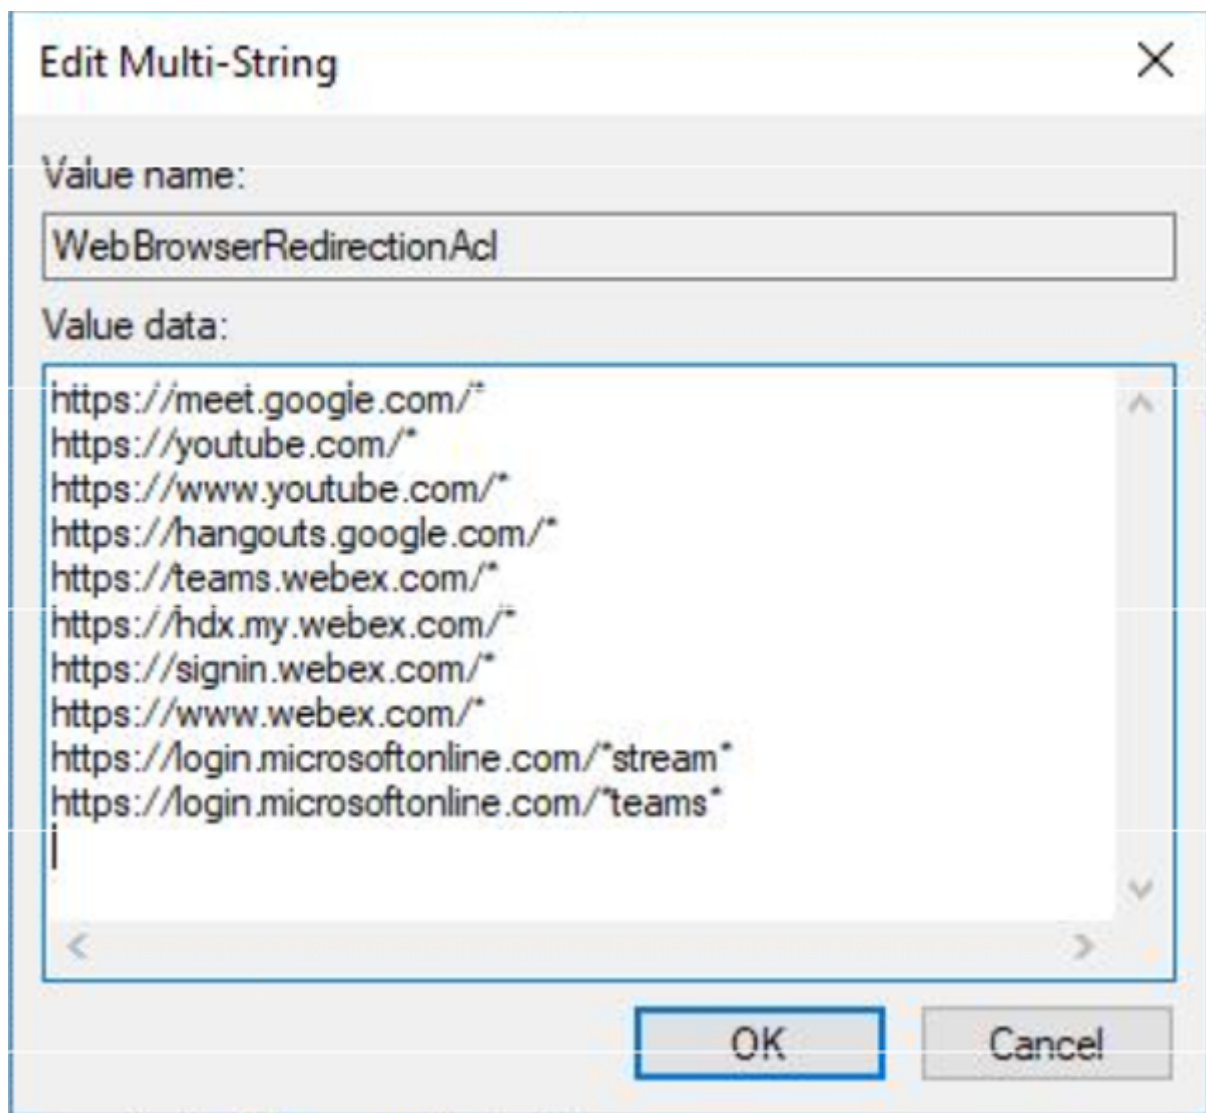 Edit Multi-String
Value name:
WebBrowserRedirectionAcl
Value data:
https://meet.google.com/*
https://youtube.com/*
https://www.youtube.com/*
https://hangouts.google.com/*
https://teams.webex.com/*
https://hdx.my.webex.com/*
https://signin.webex.com/*
https://www.webex.com/*
https://login.microsoftonline.com/*stream*
https://login.microsoftonline.com/*teams*
OK
Cancel